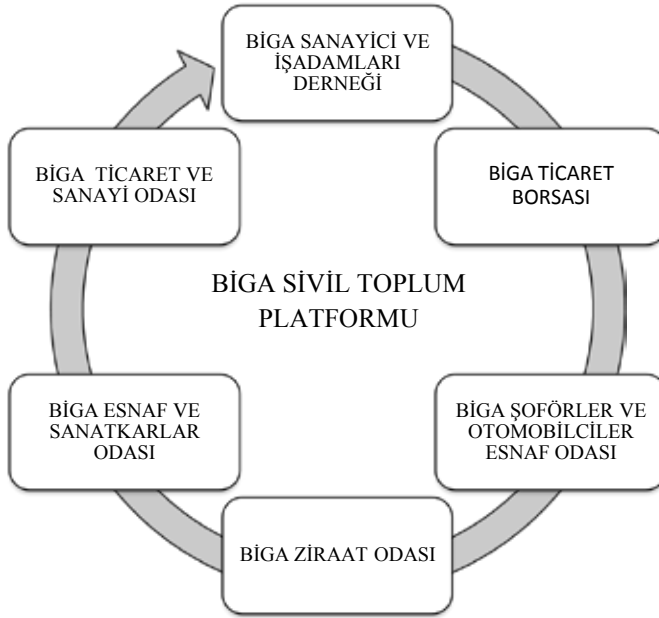 BİGA SANAYİCİ VE
İŞADAMLARI
DERNEĞİ
BİGA TİCARET VE
SANAYİ ODASI
BİGA TİCARET
BORSASI
BİGA SİVİL TOPLUM
PLATFORMU
BİGA ESNAF VE
SANATKARLAR
ODASI
BİGA ŞOFÖRLER VE
OTOMOBİLCİLER
ESNAF ODASI
BİGA ZİRAAT ODASI